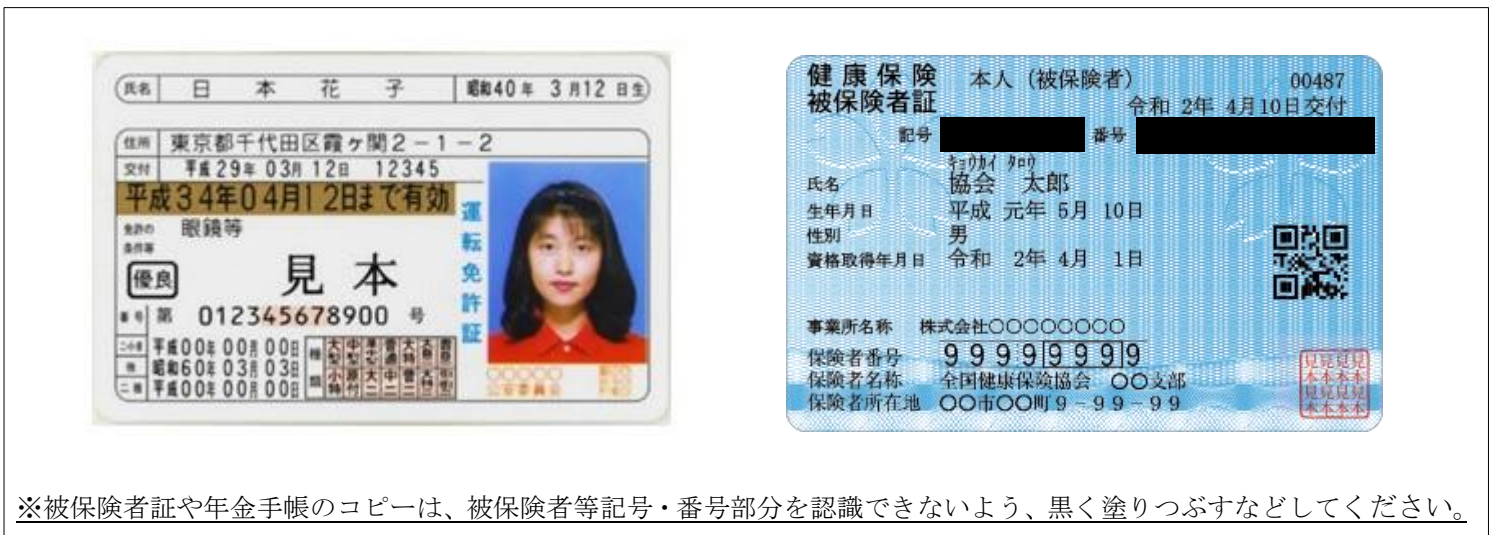 氏名 日本花子 昭和40年 3月12日生
住所 東京都千代田区霞ヶ関2-1-2
交付 平成29年03月12日 12345
平成34年04月12日まで有効
免許の条件等 眼鏡等
運転免許証
見本
優良
番号 第 012345678900 号
二小原 平成00年00月00日
他 昭和60年03月03日
二種 平成00年00月00日
種類
公安委員会
健康保険 本人(被保険者) 00487
被保険者証 令和 2年 4月10日交付
記号 番号
キョウカイ タロウ
氏名 協会 太郎
生年月日 平成 元年 5月 10日
性別 男
資格取得年月日 令和 2年 4月 1日
事業所名称 株式会社○○○○○○○○
保険者番号 99999999
保険者名称 全国健康保険協会 ○○支部
保険者所在地 ○○市○○町9-99-99
見本見本
見本見本
※被保険者証や年金手帳のコピーは、被保険者等記号・番号部分を認識できないよう、黒く塗りつぶすなどしてください。